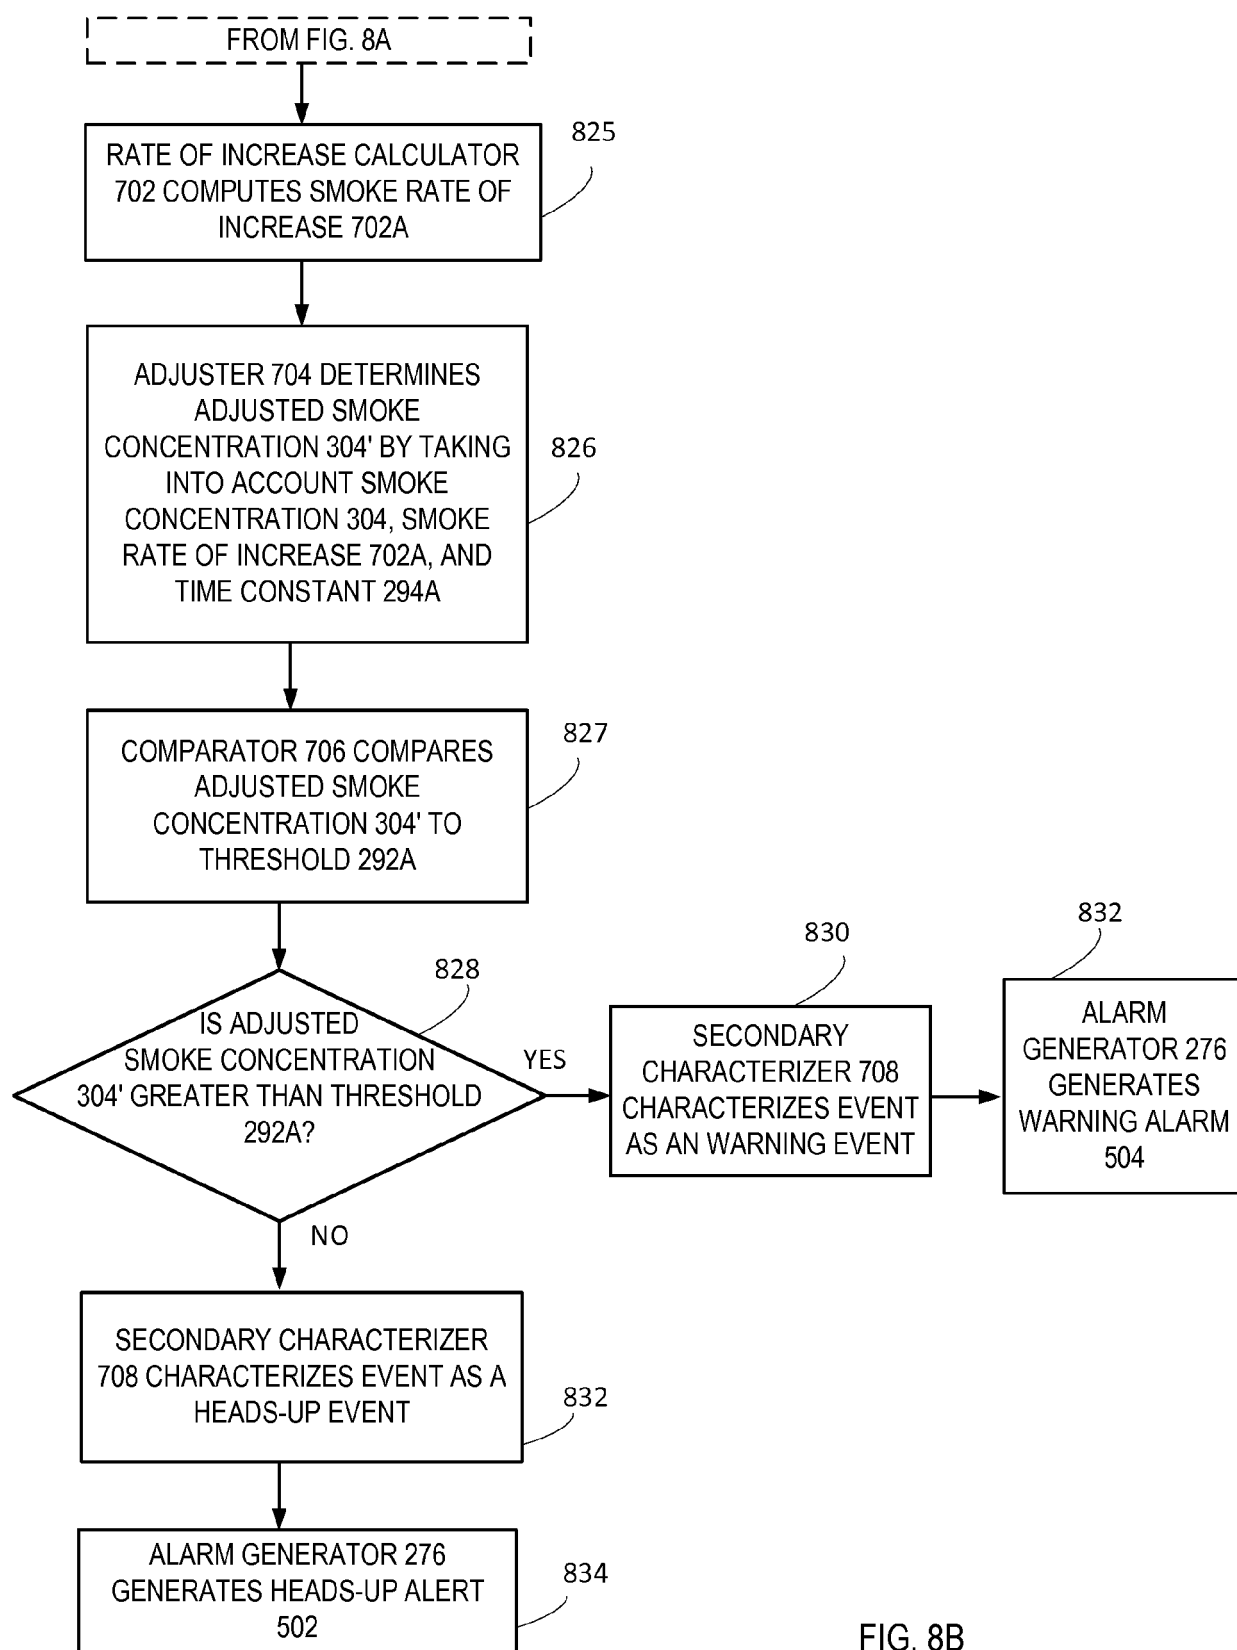 FROM FIG. 8A
825
RATE OF INCREASE CALCULATOR
702 COMPUTES SMOKE RATE OF
INCREASE 702A
826
ADJUSTER 704 DETERMINES
ADJUSTED SMOKE
CONCENTRATION 304' BY TAKING
INTO ACCOUNT SMOKE
CONCENTRATION 304, SMOKE
RATE OF INCREASE 702A, AND
TIME CONSTANT 294A
827
COMPARATOR 706 COMPARES
ADJUSTED SMOKE
CONCENTRATION 304' TO
THRESHOLD 292A
828
IS ADJUSTED
SMOKE CONCENTRATION
304' GREATER THAN THRESHOLD
292A?
YES
830
SECONDARY
CHARACTERIZER 708
CHARACTERIZES EVENT
AS AN WARNING EVENT
832
ALARM
GENERATOR 276
GENERATES
WARNING ALARM
504
NO
SECONDARY CHARACTERIZER
708 CHARACTERIZES EVENT AS A
HEADS-UP EVENT
832
ALARM GENERATOR 276
GENERATES HEADS-UP ALERT
502
834
FIG. 8B